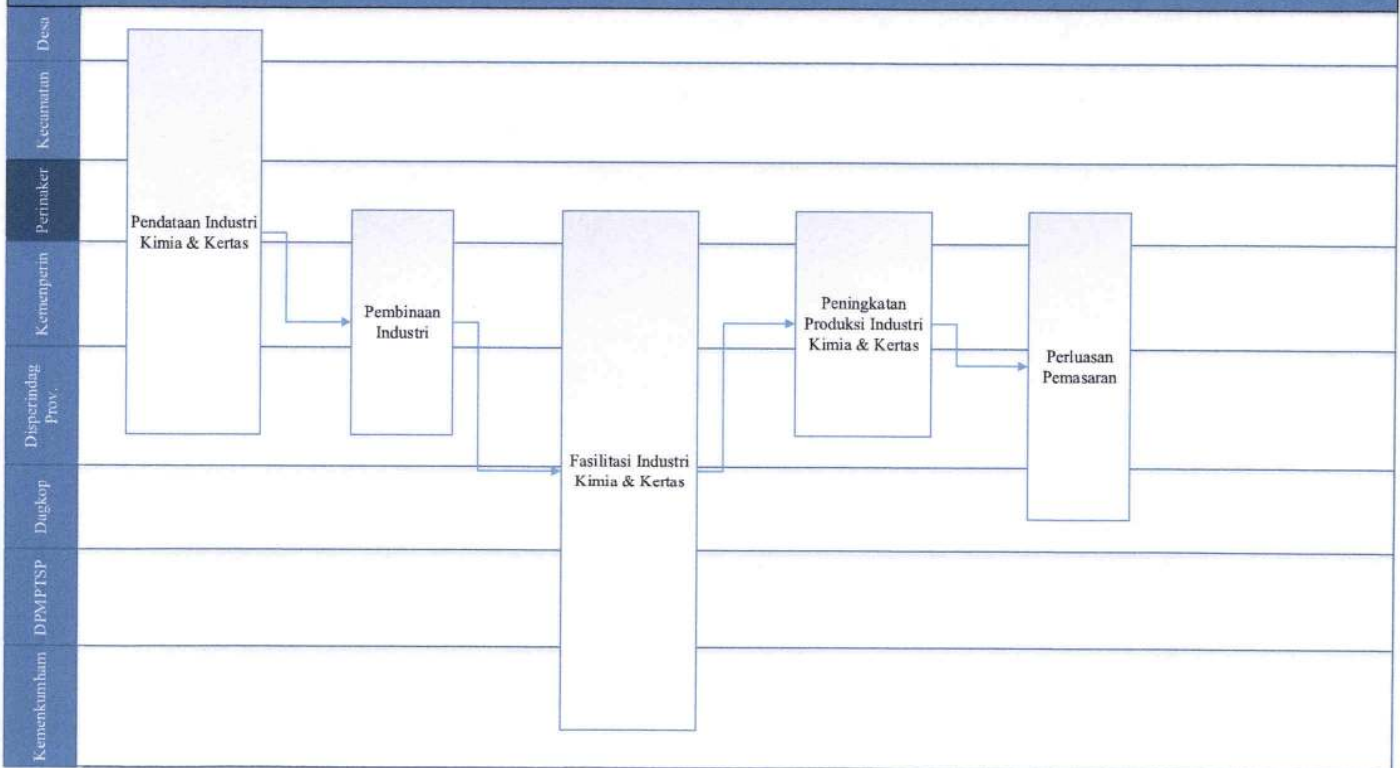 Desa
Kecamatan
Perinaker
Kemenperin
Disperindag
Prov.
Dagkop
DPMPTSP
Kemenkumham
Pendataan Industri
Kimia & Kertas
Pembinaan
Industri
Fasilitasi Industri
Kimia & Kertas
Peningkatan
Produksi Industri
Kimia & Kertas
Perluasan
Pemasaran